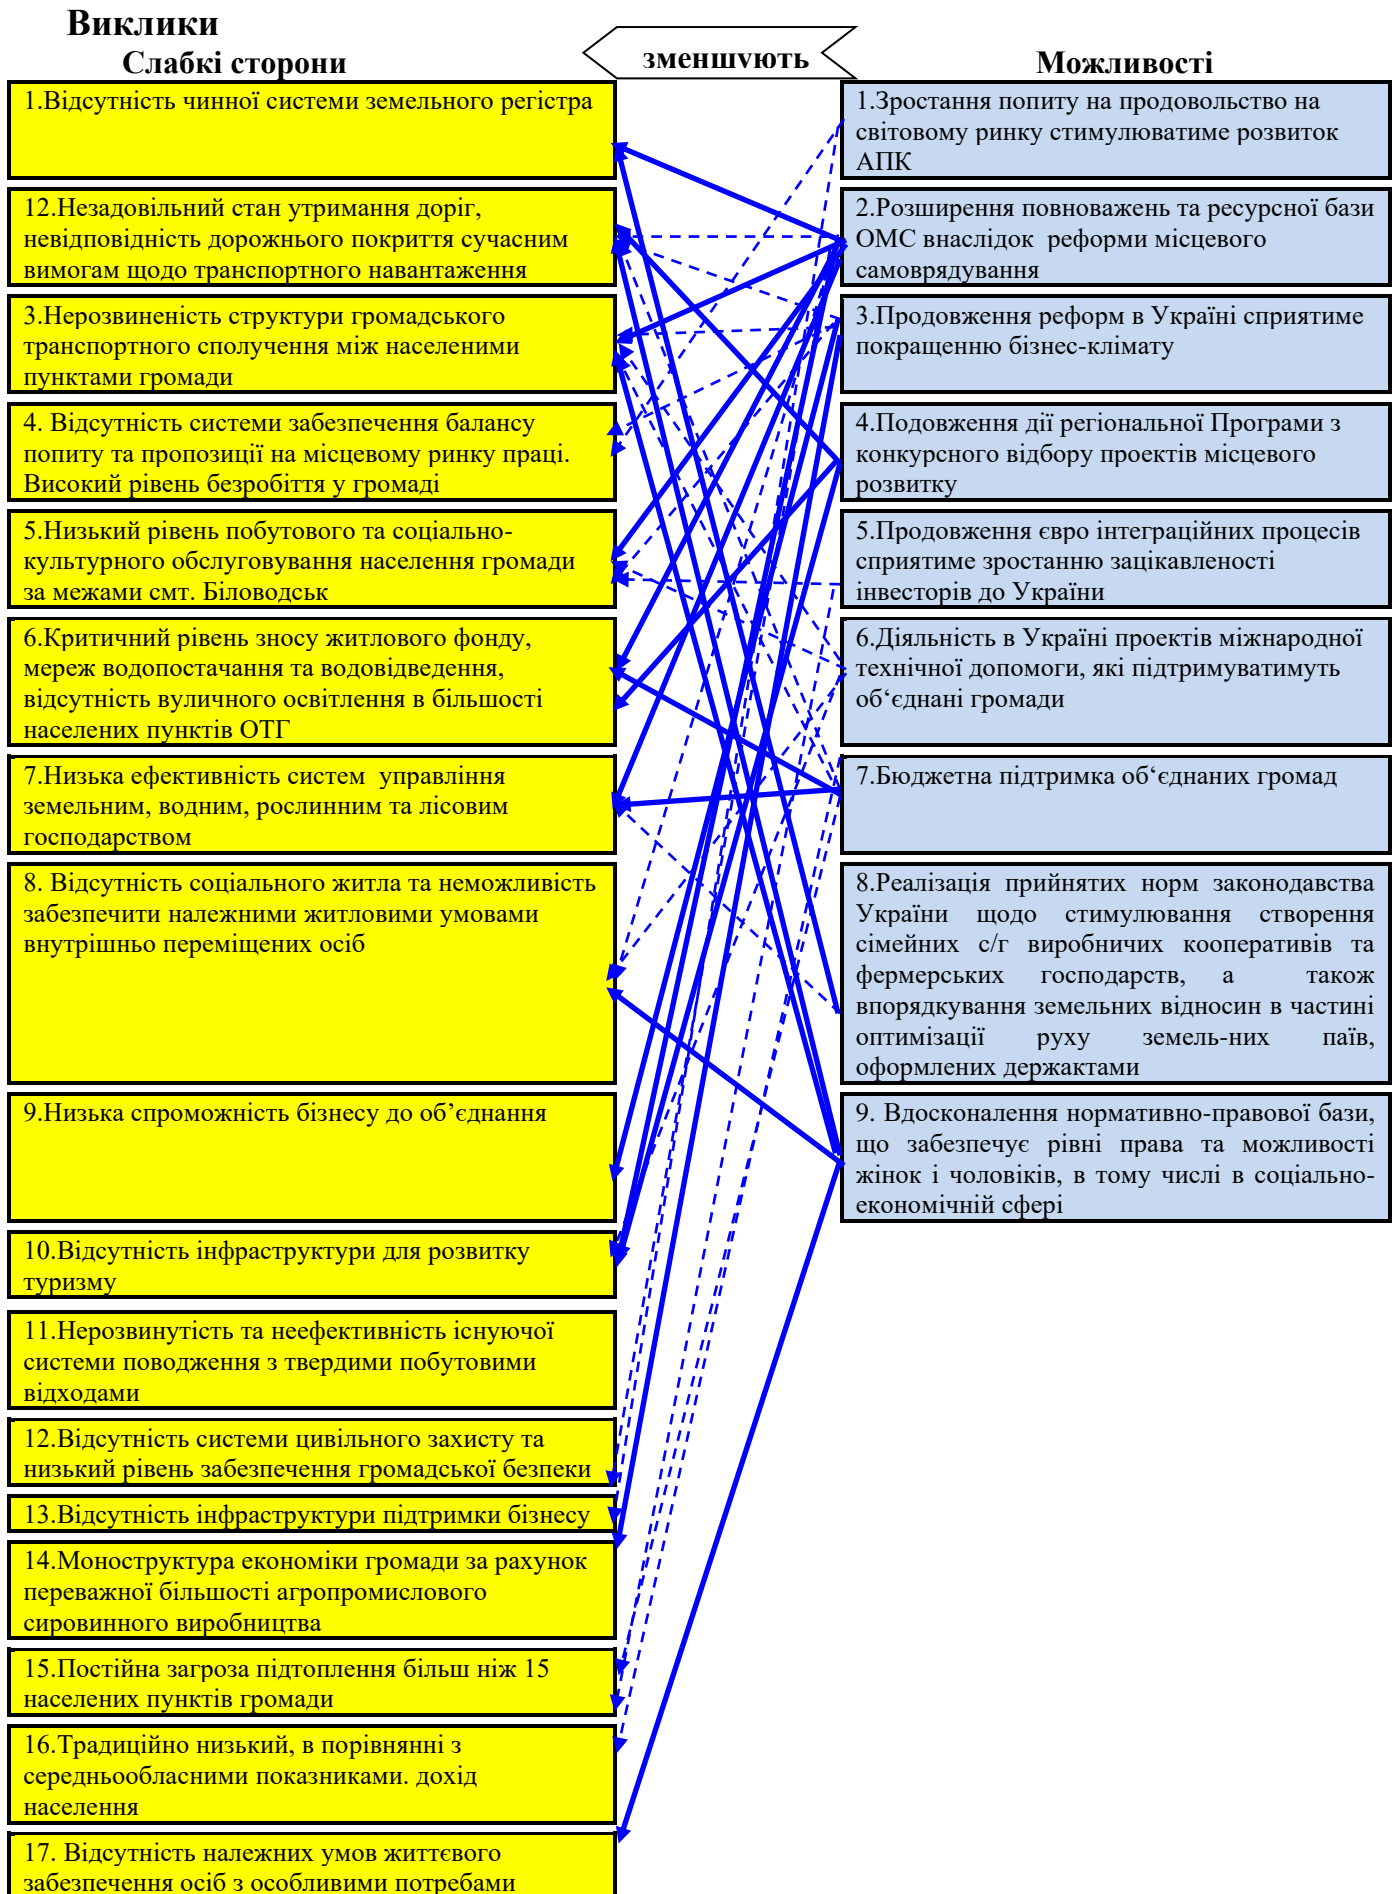 Виклики
Слабкі сторони
зменшують
Можливості
1.Відсутність чинної системи земельного регістра
12.Незадовільний стан утримання доріг,
невідповідність дорожнього покриття сучасним
вимогам щодо транспортного навантаження
3.Нерозвиненість структури громадського
транспортного сполучення між населеними
пунктами громади
4. Відсутність системи забезпечення балансу
попиту та пропозиції на місцевому ринку праці.
Високий рівень безробіття у громаді
5.Низький рівень побутового та соціально-
культурного обслуговування населення громади
за межами смт. Біловодськ
6.Критичний рівень зносу житлового фонду,
мереж водопостачання та водовідведення,
відсутність вуличного освітлення в більшості
населених пунктів ОТГ
7.Низька ефективність систем управління
земельним, водним, рослинним та лісовим
господарством
8. Відсутність соціального житла та неможливість
забезпечити належними житловими умовами
внутрішньо переміщених осіб
9.Низька спроможність бізнесу до об’єднання
10.Відсутність інфраструктури для розвитку
туризму
11.Нерозвинутість та неефективність існуючої
системи поводження з твердими побутовими
відходами
12.Відсутність системи цивільного захисту та
низький рівень забезпечення громадської безпеки
13.Відсутність інфраструктури підтримки бізнесу
14.Моноструктура економіки громади за рахунок
переважної більшості агропромислового
сировинного виробництва
15.Постійна загроза підтоплення більш ніж 15
населених пунктів громади
16.Традиційно низький, в порівнянні з
середньообласними показниками. дохід
населення
17. Відсутність належних умов життєвого
забезпечення осіб з особливими потребами
1.Зростання попиту на продовольство на
світовому ринку стимулюватиме розвиток
АПК
2.Розширення повноважень та ресурсної бази
ОМС внаслідок реформи місцевого
самоврядування
3.Продовження реформ в Україні сприятиме
покращенню бізнес-клімату
4.Подовження дії регіональної Програми з
конкурсного відбору проектів місцевого
розвитку
5.Продовження євро інтеграційних процесів
сприятиме зростанню зацікавленості
інвесторів до України
6.Діяльність в Україні проектів міжнародної
технічної допомоги, які підтримуватимуть
об‘єднані громади
7.Бюджетна підтримка об‘єднаних громад
8.Реалізація прийнятих норм законодавства
України щодо стимулювання створення
сімейних с/г виробничих кооперативів та
фермерських господарств, а також
впорядкування земельних відносин в частині
оптимізації руху земель-них паїв,
оформлених держактами
9. Вдосконалення нормативно-правової бази,
що забезпечує рівні права та можливості
жінок і чоловіків, в тому числі в соціально-
економічній сфері